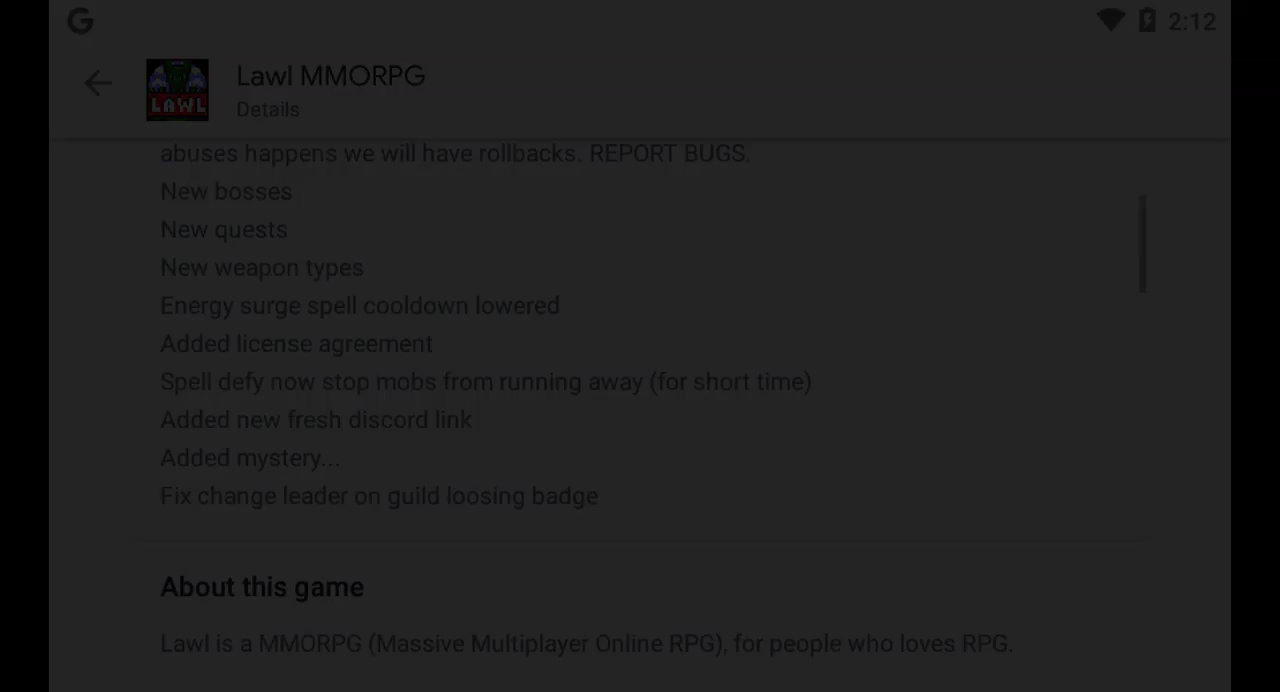 2:12
Lawl MMORPG
LAWL
Details
abuses happens we will have rollbacks. REPORT BUGS.
New bosses
New quests
New weapon types
Energy surge spell cooldown lowered
Added license agreement
Spell defy now stop mobs from running away (for short time)
Added new fresh discord link
Added mystery...
Fix change leader on guild loosing badge
About this game
Lawl is a MMORPG (Massive Multiplayer Online RPG), for people who loves RPG.